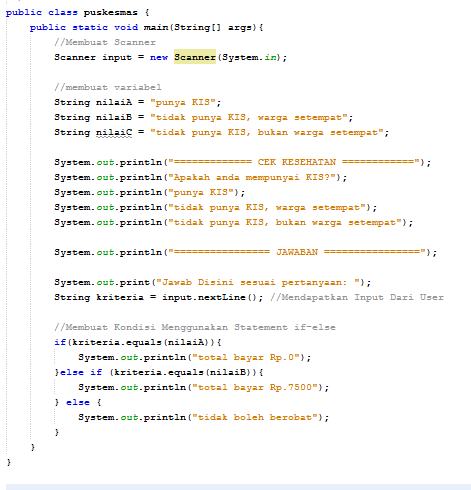 public class puskesmas {
public static void main(String[] args){
//Membuat Scanner
Scanner input = new Scanner(System.in);
//membuat variabel
String nilaiA = "punya KIS";
String nilaiB = "tidak punya KIS, warga setempat";
String nilaiC = "tidak punya KIS, bukan warga setempat";
System.out.println("============= CEK KESEHATAN ============");
System.out.println("Apakah anda mempunyai KIS?");
System.out.println("punya KIS");
System.out.println("tidak punya KIS, warga setempat");
System.out.println("tidak punya KIS, bukan warga setempat");
System.out.println("================ JAWABAN ================");
System.out.print("Jawab Disini sesuai pertanyaan: ");
String kriteria = input.nextLine(); //Mendapatkan Input Dari User
//Membuat Kondisi Menggunakan Statement if-else
if(kriteria.equals(nilaiA)){
System.out.println("total bayar Rp.0");
}else if (kriteria.equals(nilaiB)){
System.out.println("total bayar Rp.7500");
} else {
System.out.println("tidak boleh berobat");
}
}
}